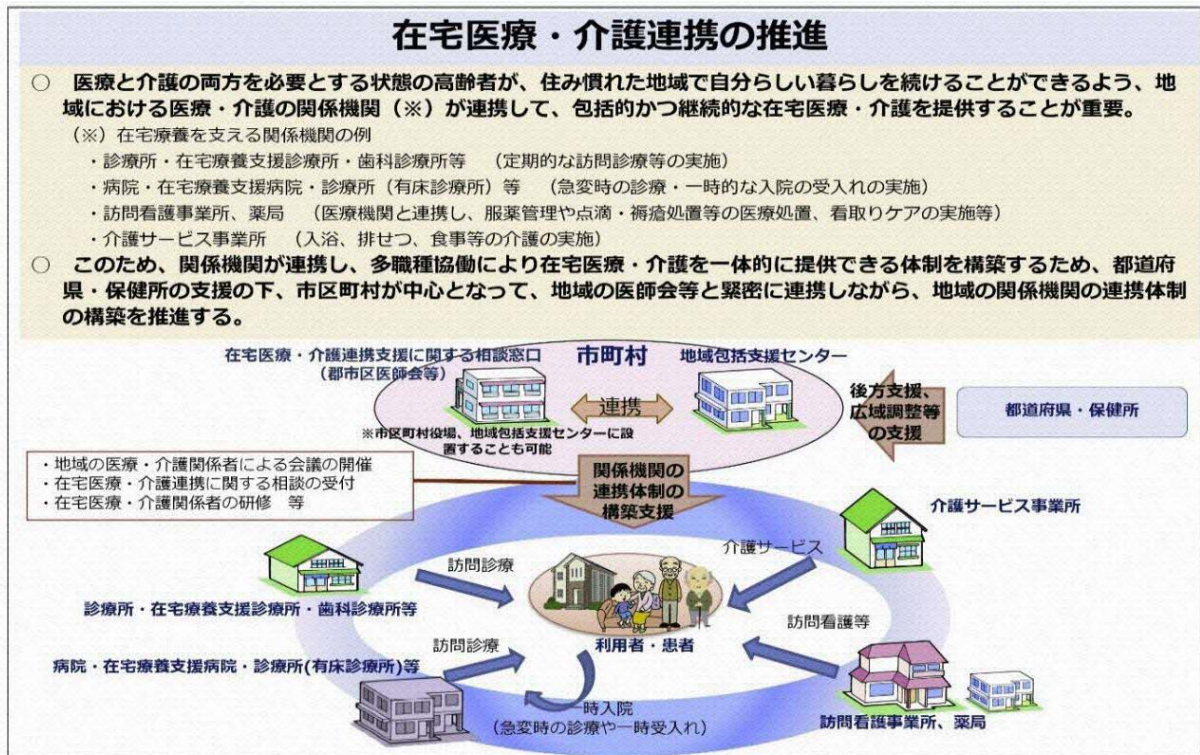 在宅医療・介護連携の推進
○　医療と介護の両方を必要とする状態の高齢者が、住み慣れた地域で自分らしい暮らしを続けることができるよう、地
域における医療・介護の関係機関（※）が連携して、包括的かつ継続的な在宅医療・介護を提供することが重要。
（※）在宅療養を支える関係機関の例
・診療所・在宅療養支援診療所・歯科診療所等　（定期的な訪問診療等の実施）
・病院・在宅療養支援病院・診療所（有床診療所）等　（急変時の診療・一時的な入院の受入れの実施）
・訪問看護事業所、薬局　（医療機関と連携し、服薬管理や点滴・褥瘡処置等の医療処置、看取りケアの実施等）
・介護サービス事業所　（入浴、排せつ、食事等の介護の実施）
○　このため、関係機関が連携し、多職種協働により在宅医療・介護を一体的に提供できる体制を構築するため、都道府
県・保健所の支援の下、市区町村が中心となって、地域の医師会等と緊密に連携しながら、地域の関係機関の連携体制
の構築を推進する。
在宅医療・介護連携支援に関する相談窓口
（郡市区医師会等）
市町村
地域包括支援センター
連携
※市区町村役場、地域包括支援センターに設
置することも可能
後方支援、
広域調整等
の支援
都道府県・保健所
・地域の医療・介護関係者による会議の開催
・在宅医療・介護連携に関する相談の受付
・在宅医療・介護関係者の研修　等
関係機関の
連携体制の
構築支援
介護サービス事業所
訪問診療
介護サービス
診療所・在宅療養支援診療所・歯科診療所等
利用者・患者
訪問看護等
病院・在宅療養支援病院・診療所(有床診療所)等
訪問診療
一時入院
（急変時の診療や一時受入れ）
訪問看護事業所、薬局